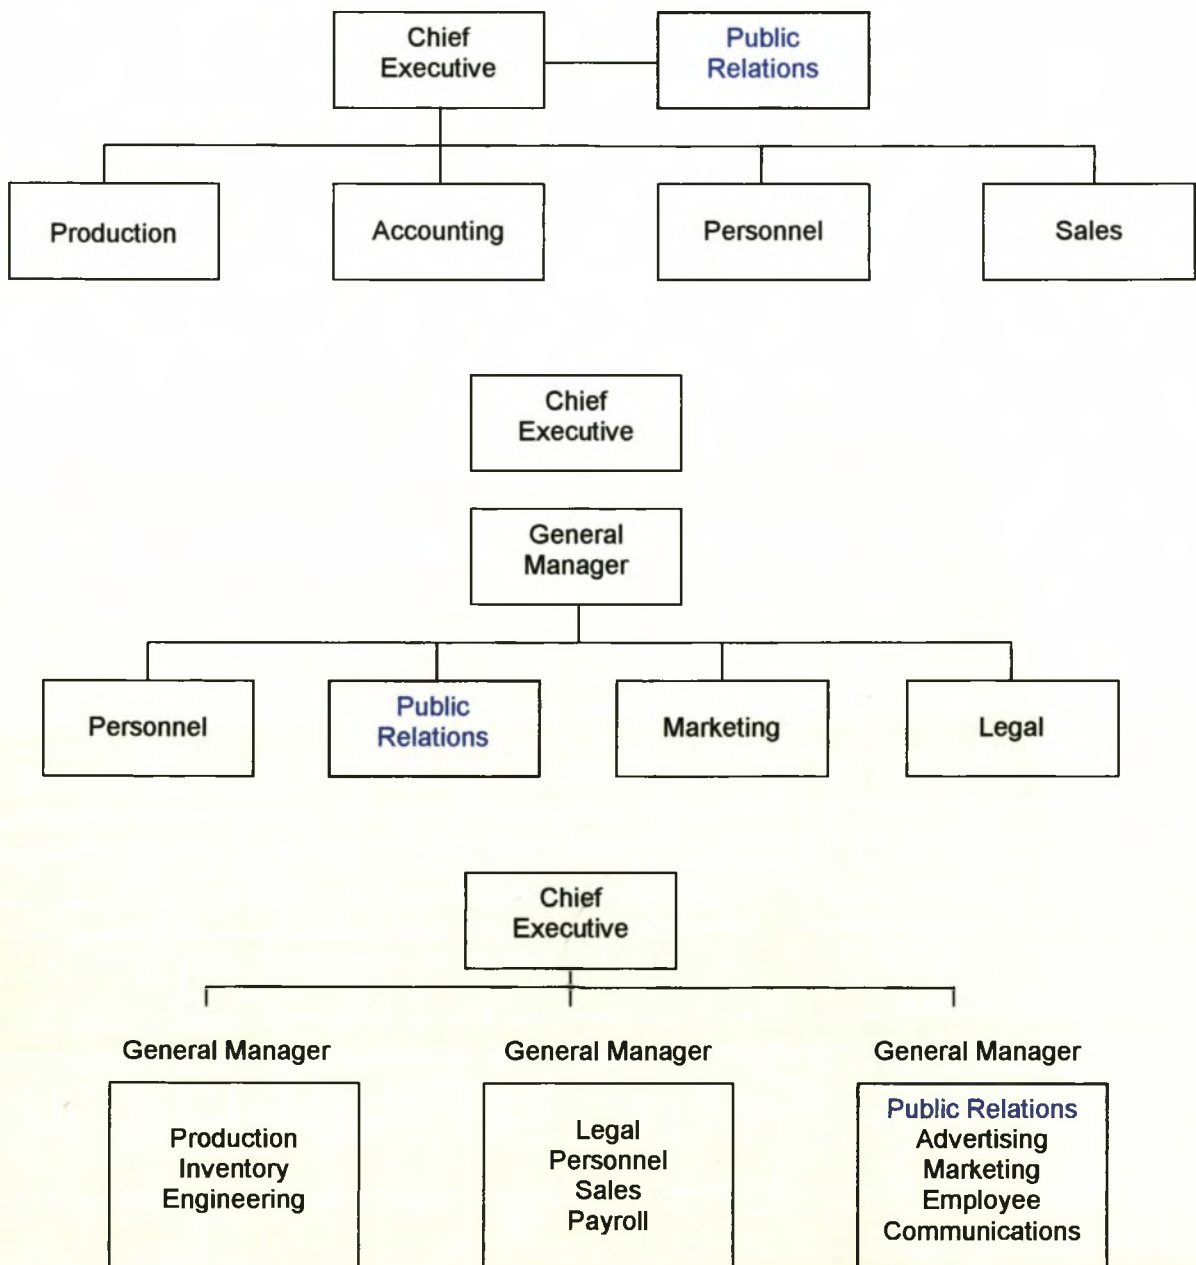 Chief
Executive
Public
Relations
Production
Accounting
Personnel
Sales
Chief
Executive
General
Manager
Personnel
Public
Relations
Marketing
Legal
Chief
Executive
General Manager
General Manager
General Manager
Production
Inventory
Engineering
Legal
Personnel
Sales
Payroll
Public Relations
Advertising
Marketing
Employee
Communications